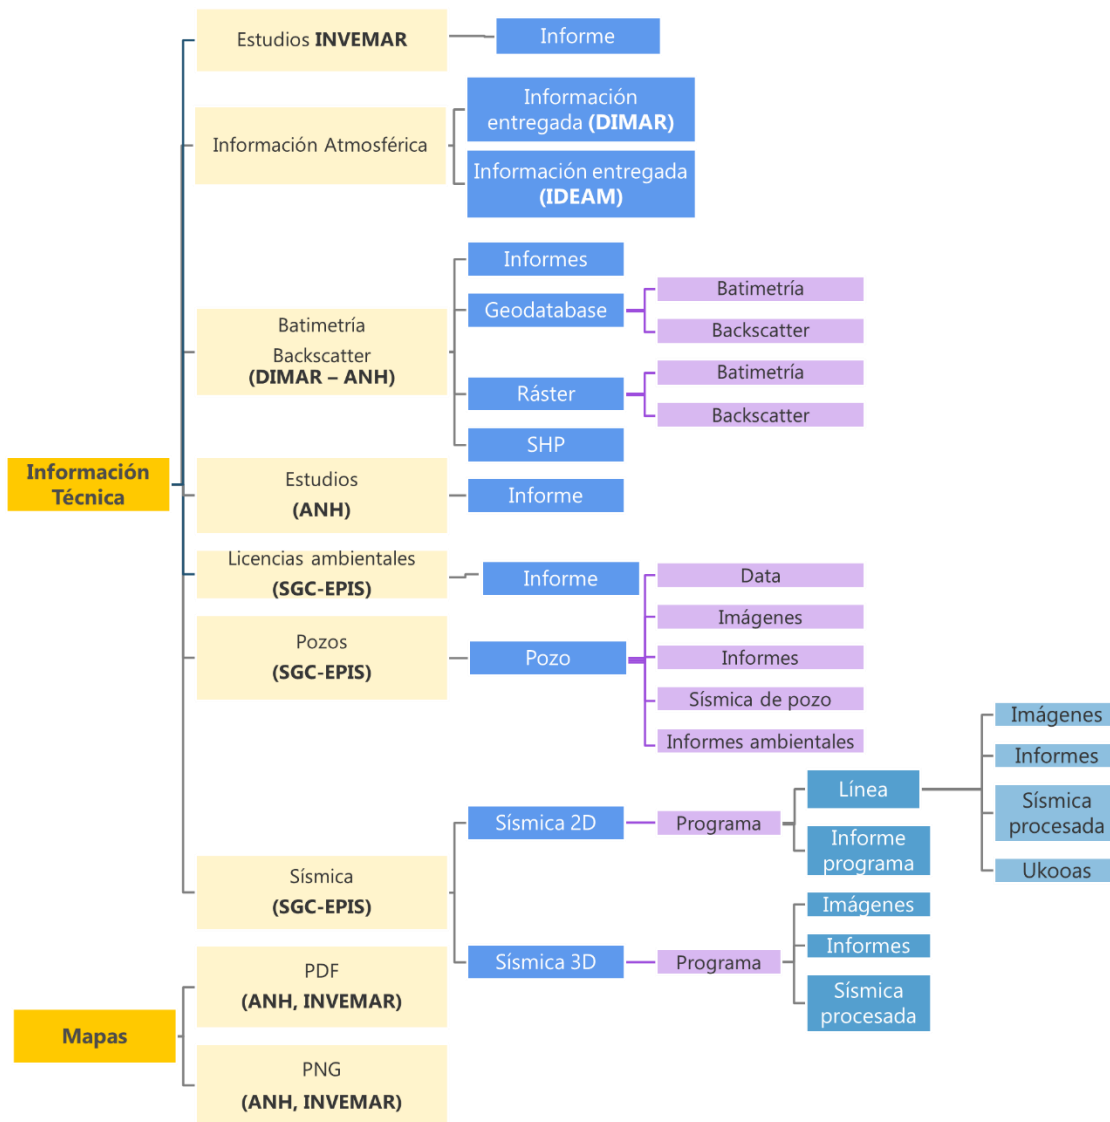 Información
Técnica
Estudios INVEMAR
Informe
Información Atmosférica
Información
entregada (DIMAR)
Información entregada
(IDEAM)
Batimetría
Backscatter
(DIMAR – ANH)
Informes
Geodatabase
Batimetría
Backscatter
Ráster
Batimetría
Backscatter
SHP
Estudios
(ANH)
Informe
Licencias ambientales
(SGC-EPIS)
Informe
Pozos
(SGC-EPIS)
Pozo
Data
Imágenes
Informes
Sísmica de pozo
Informes ambientales
Sísmica
(SGC-EPIS)
Sísmica 2D
Programa
Línea
Imágenes
Informes
Sísmica
procesada
Ukooas
Informe
programa
Sísmica 3D
Programa
Imágenes
Informes
Sísmica
procesada
Mapas
PDF
(ANH, INVEMAR)
PNG
(ANH, INVEMAR)